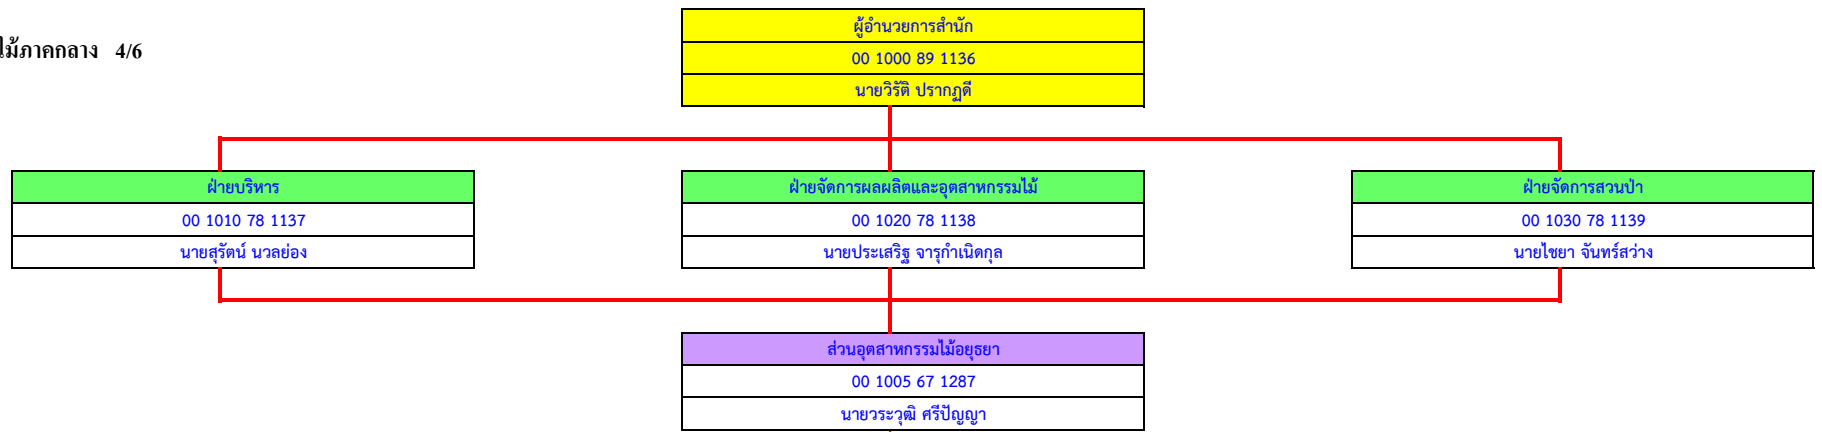 ไม้ภาคกลาง 4/6
ผู้อำนวยการสำนัก
00 1000 89 1136
นายวิรัติ ปรากฏดี
ฝ่ายบริหาร
00 1010 78 1137
นายสุรัตน์ นวลย่อง
ฝ่ายจัดการผลผลิตและอุตสาหกรรมไม้
00 1020 78 1138
นายประเสริฐ จารุกำเนิดกุล
ฝ่ายจัดการสวนป่า
00 1030 78 1139
นายไชยา จันทร์สว่าง
ส่วนอุตสาหกรรมไม้อยุธยา
00 1005 67 1287
นายวระวุฒิ ศรีปัญญา